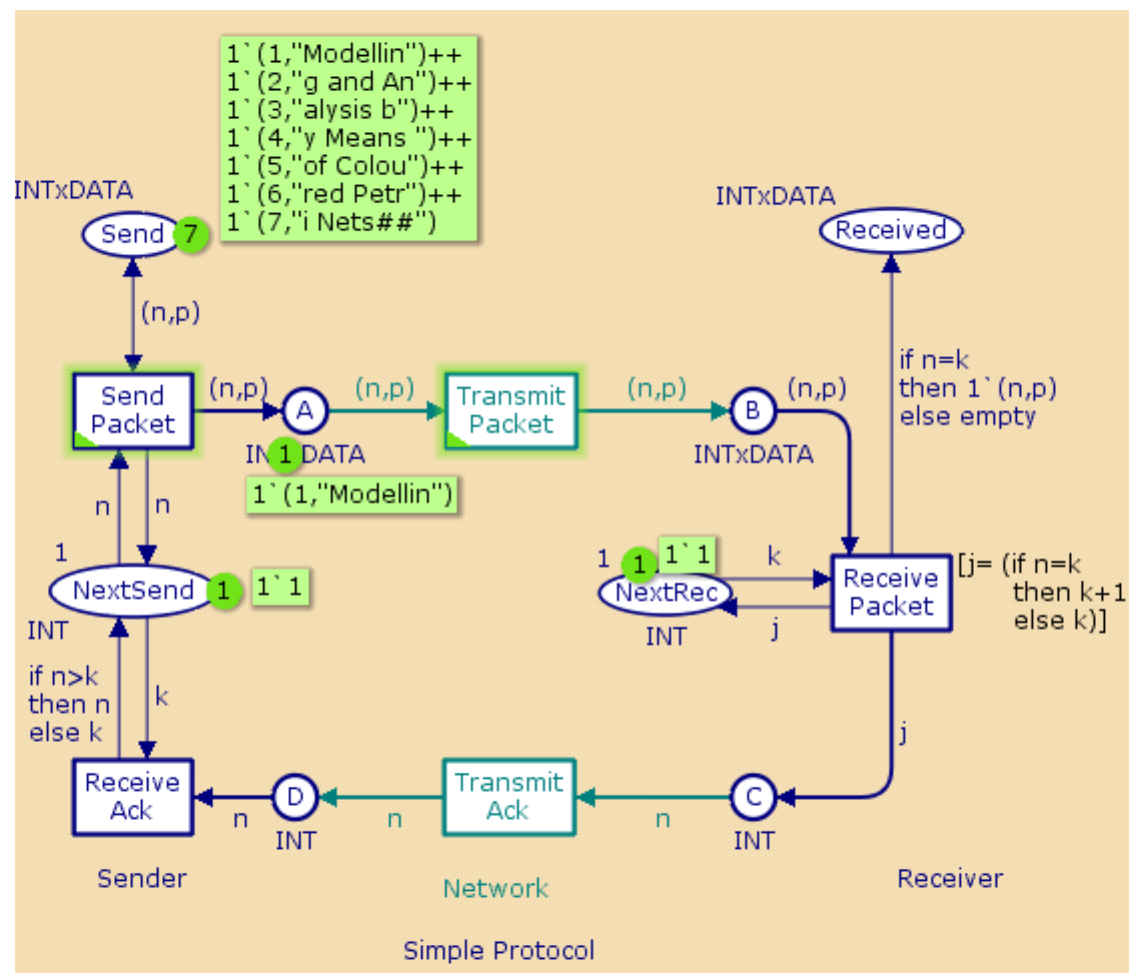 1`(1,"Modellin")++
1`(2,"g and An")++
1`(3,"alysis b")++
1`(4,"y Means ")++
1`(5,"of Colou")++
1`(6,"red Petr")++
1`(7,"i Nets##")
INTxDATA
Send 7
INTxDATA
Received
(n,p)
if n=k
then 1`(n,p)
else empty
Send
Packet
(n,p)
A
(n,p)
Transmit
Packet
(n,p)
B
(n,p)
1
DATA
INTxDATA
1`(1,"Modellin")
n
n
1
NextSend
1
1`1
INT
1
1
1`1
NextRec
INT
k
j
Receive
Packet
[j= (if n=k
then k+1
else k)]
if n>k
then n
else k
k
j
Receive
Ack
n
D
INT
n
Transmit
Ack
n
C
INT
Sender
Network
Receiver
Simple Protocol